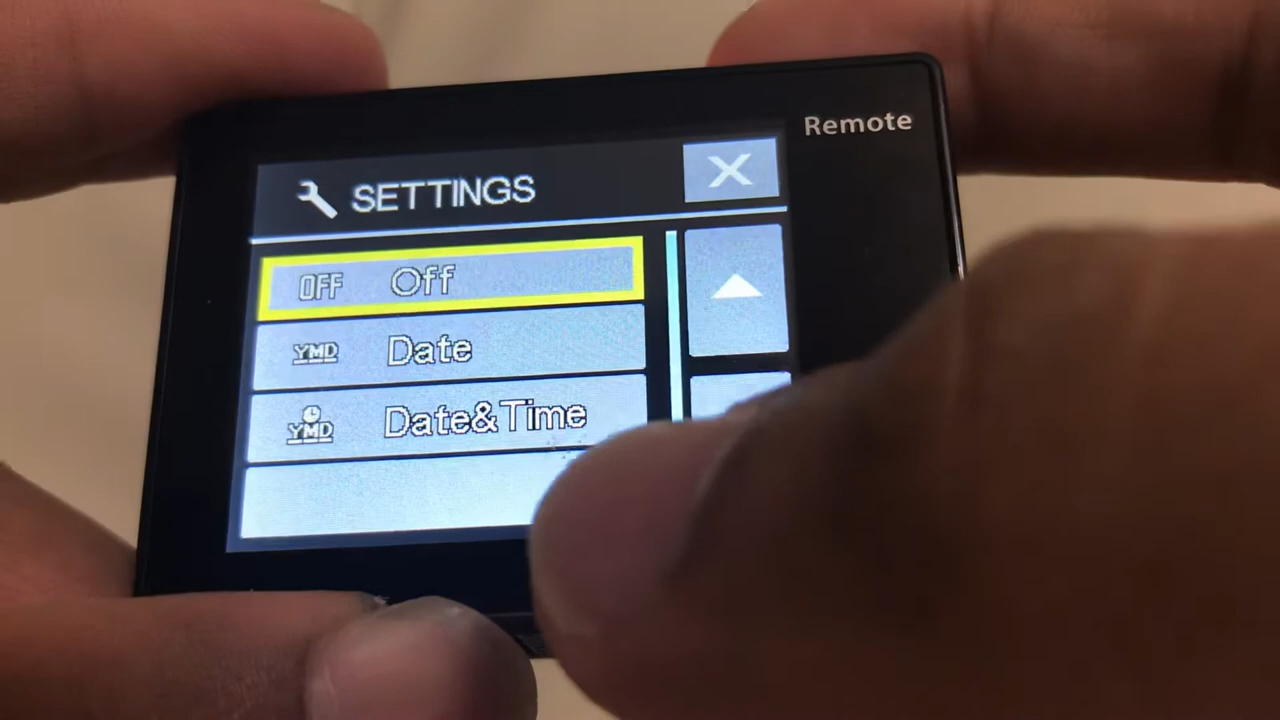 Remote
SETTINGS
X
OFF Off
YMD Date
YMD Date&Time